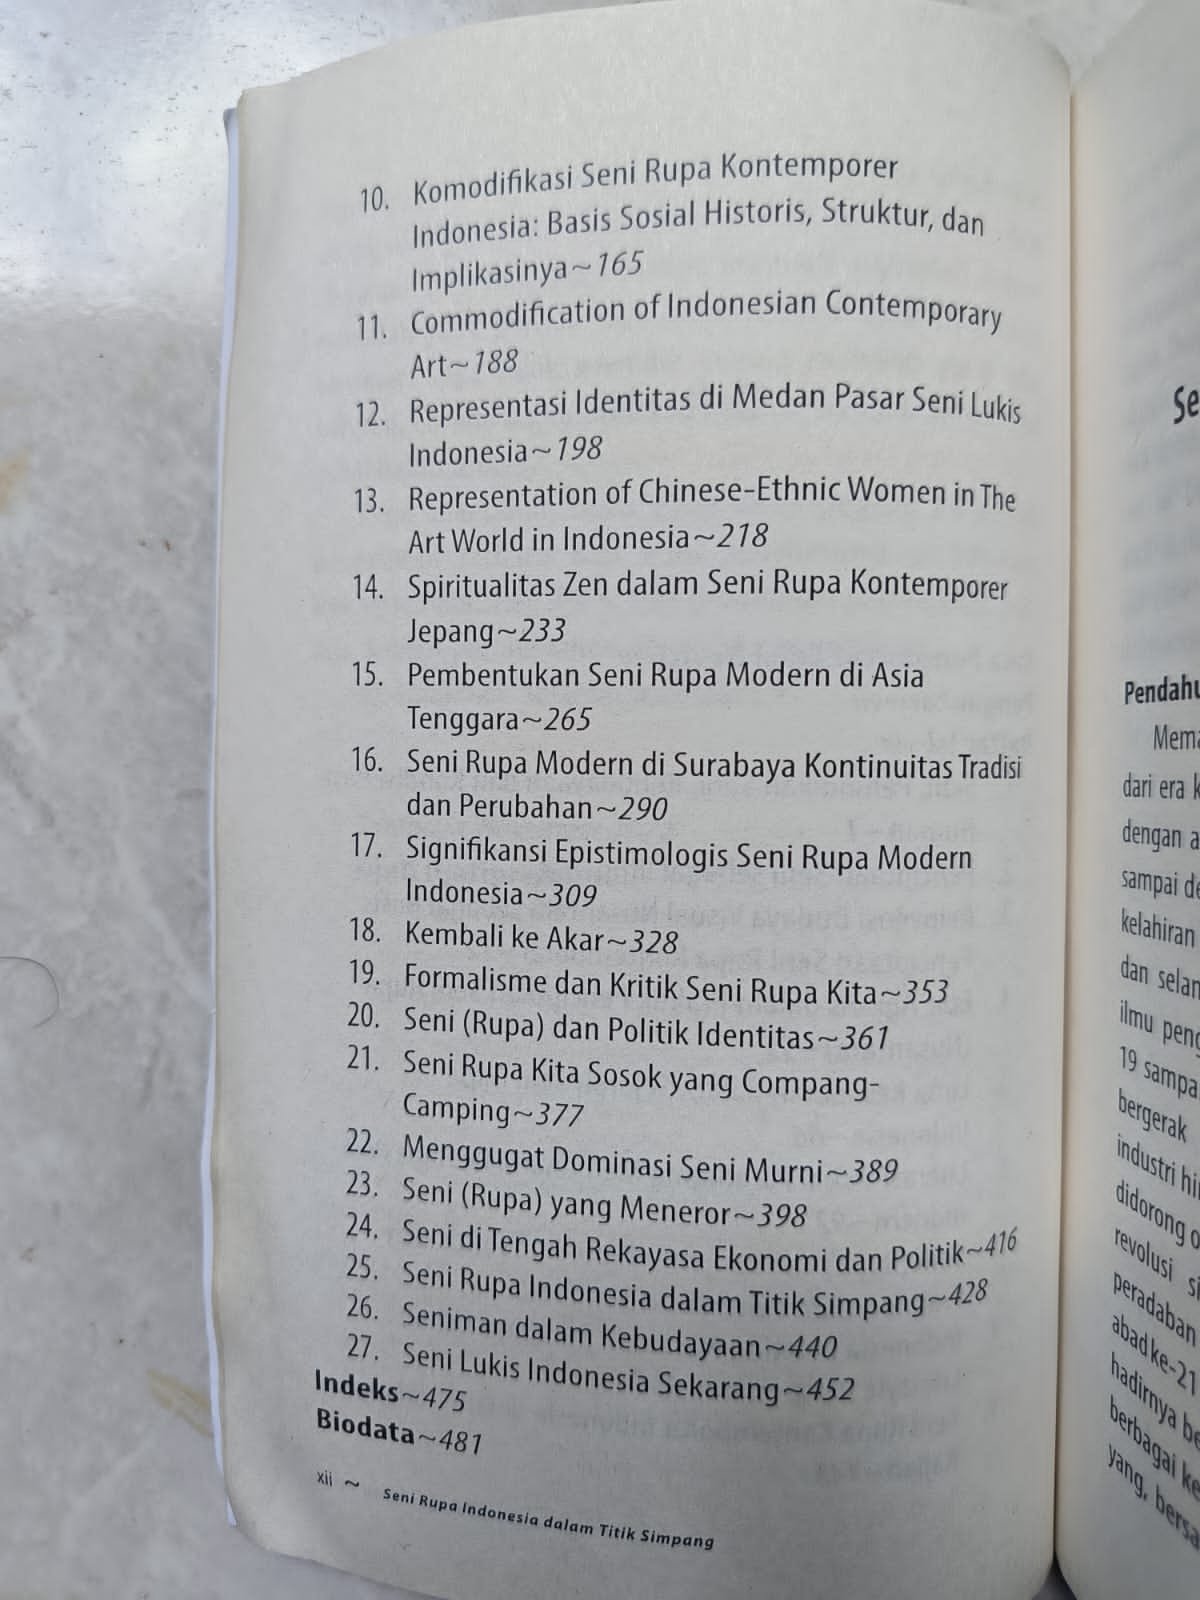 10. Komodifikasi Seni Rupa Kontemporer
Indonesia: Basis Sosial Historis, Struktur, dan
Implikasinya~165
11. Commodification of Indonesian Contemporary
Art~188
12. Representasi Identitas di Medan Pasar Seni Lukis
Indonesia~198
13. Representation of Chinese-Ethnic Women in The
Art World in Indonesia~218
14. Spiritualitas Zen dalam Seni Rupa Kontemporer
Jepang~233
15. Pembentukan Seni Rupa Modern di Asia
Tenggara~265
16. Seni Rupa Modern di Surabaya Kontinuitas Tradisi
dan Perubahan~290
17. Signifikansi Epistimologis Seni Rupa Modern
Indonesia~309
18. Kembali ke Akar~328
19. Formalisme dan Kritik Seni Rupa Kita~353
20. Seni (Rupa) dan Politik Identitas~361
21. Seni Rupa Kita Sosok yang Compang-
Camping~377
22. Menggugat Dominasi Seni Murni~389
23. Seni (Rupa) yang Meneror~398
24. Seni di Tengah Rekayasa Ekonomi dan Politik~416
25. Seni Rupa Indonesia dalam Titik Simpang~428
26. Seniman dalam Kebudayaan~440
27. Seni Lukis Indonesia Sekarang~452
Indeks~475
Biodata~481
xii ~ Seni Rupa Indonesia dalam Titik Simpang
Se
Pendahu
Mema
dari era k
dengan a
sampai de
kelahiran
dan selan
ilmu peng
19 sampa
bergerak
industri hi
didorong o
revolusi si
peradaban
abad ke-21
hadirnya be
berbagai ke
yang, bersa